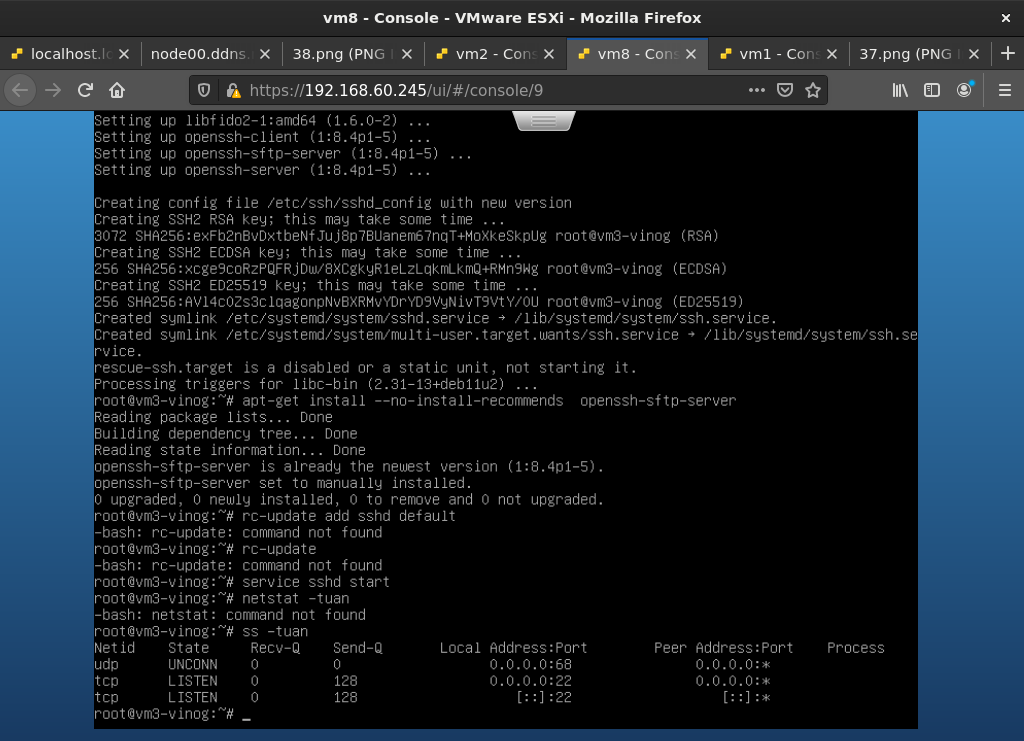 vm8 - Console - VMware ESXi - Mozilla Firefox
localhost.lo
node00.ddns.
38.png (PNG I
vm2 - Cons
vm8 - Cons
vm1 - Cons
37.png (PNG I
https://192.168.60.245/ui/#/console/9
Setting up libfido2-1:amd64 (1.6.0-2) ...
Setting up openssh-client (1:8.4p1-5) ...
Setting up openssh-sftp-server (1:8.4p1-5) ...
Setting up openssh-server (1:8.4p1-5) ...
Creating config file /etc/ssh/sshd_config with new version
Creating SSH2 RSA key; this may take some time ...
3072 SHA256:exFb2nBvDxtbeNfJuj8p7BUanem67nqT+MoXkeSkpUg root@vm3-vinog (RSA)
Creating SSH2 ECDSA key; this may take some time ...
256 SHA256:xcge9coRzPQFRjDw/8XCgkyR1eLzLqkmLkmQ+RMn9Wg root@vm3-vinog (ECDSA)
Creating SSH2 ED25519 key; this may take some time ...
256 SHA256:AVl4cOZs3clqagonpNvBXRMvYDrYD9VyNivT9VtY/0U root@vm3-vinog (ED25519)
Created symlink /etc/systemd/system/sshd.service → /lib/systemd/system/ssh.service.
Created symlink /etc/systemd/system/multi-user.target.wants/ssh.service → /lib/systemd/system/ssh.se
rvice.
rescue-ssh.target is a disabled or a static unit, not starting it.
Processing triggers for libc-bin (2.31-13+deb11u2) ...
root@vm3-vinog:~# apt-get install --no-install-recommends  openssh-sftp-server
Reading package lists... Done
Building dependency tree... Done
Reading state information... Done
openssh-sftp-server is already the newest version (1:8.4p1-5).
openssh-sftp-server set to manually installed.
0 upgraded, 0 newly installed, 0 to remove and 0 not upgraded.
root@vm3-vinog:~# rc-update add sshd default
-bash: rc-update: command not found
root@vm3-vinog:~# rc-update
-bash: rc-update: command not found
root@vm3-vinog:~# service sshd start
root@vm3-vinog:~# netstat -tuan
-bash: netstat: command not found
root@vm3-vinog:~# ss -tuan
Netid State Recv-Q Send-Q Local Address:Port Peer Address:Port Process
udp UNCONN 0 0 0.0.0.0:68 0.0.0.0:*
tcp LISTEN 0 128 0.0.0.0:22 0.0.0.0:*
tcp LISTEN 0 128 [::]:22 [::]:*
root@vm3-vinog:~# _